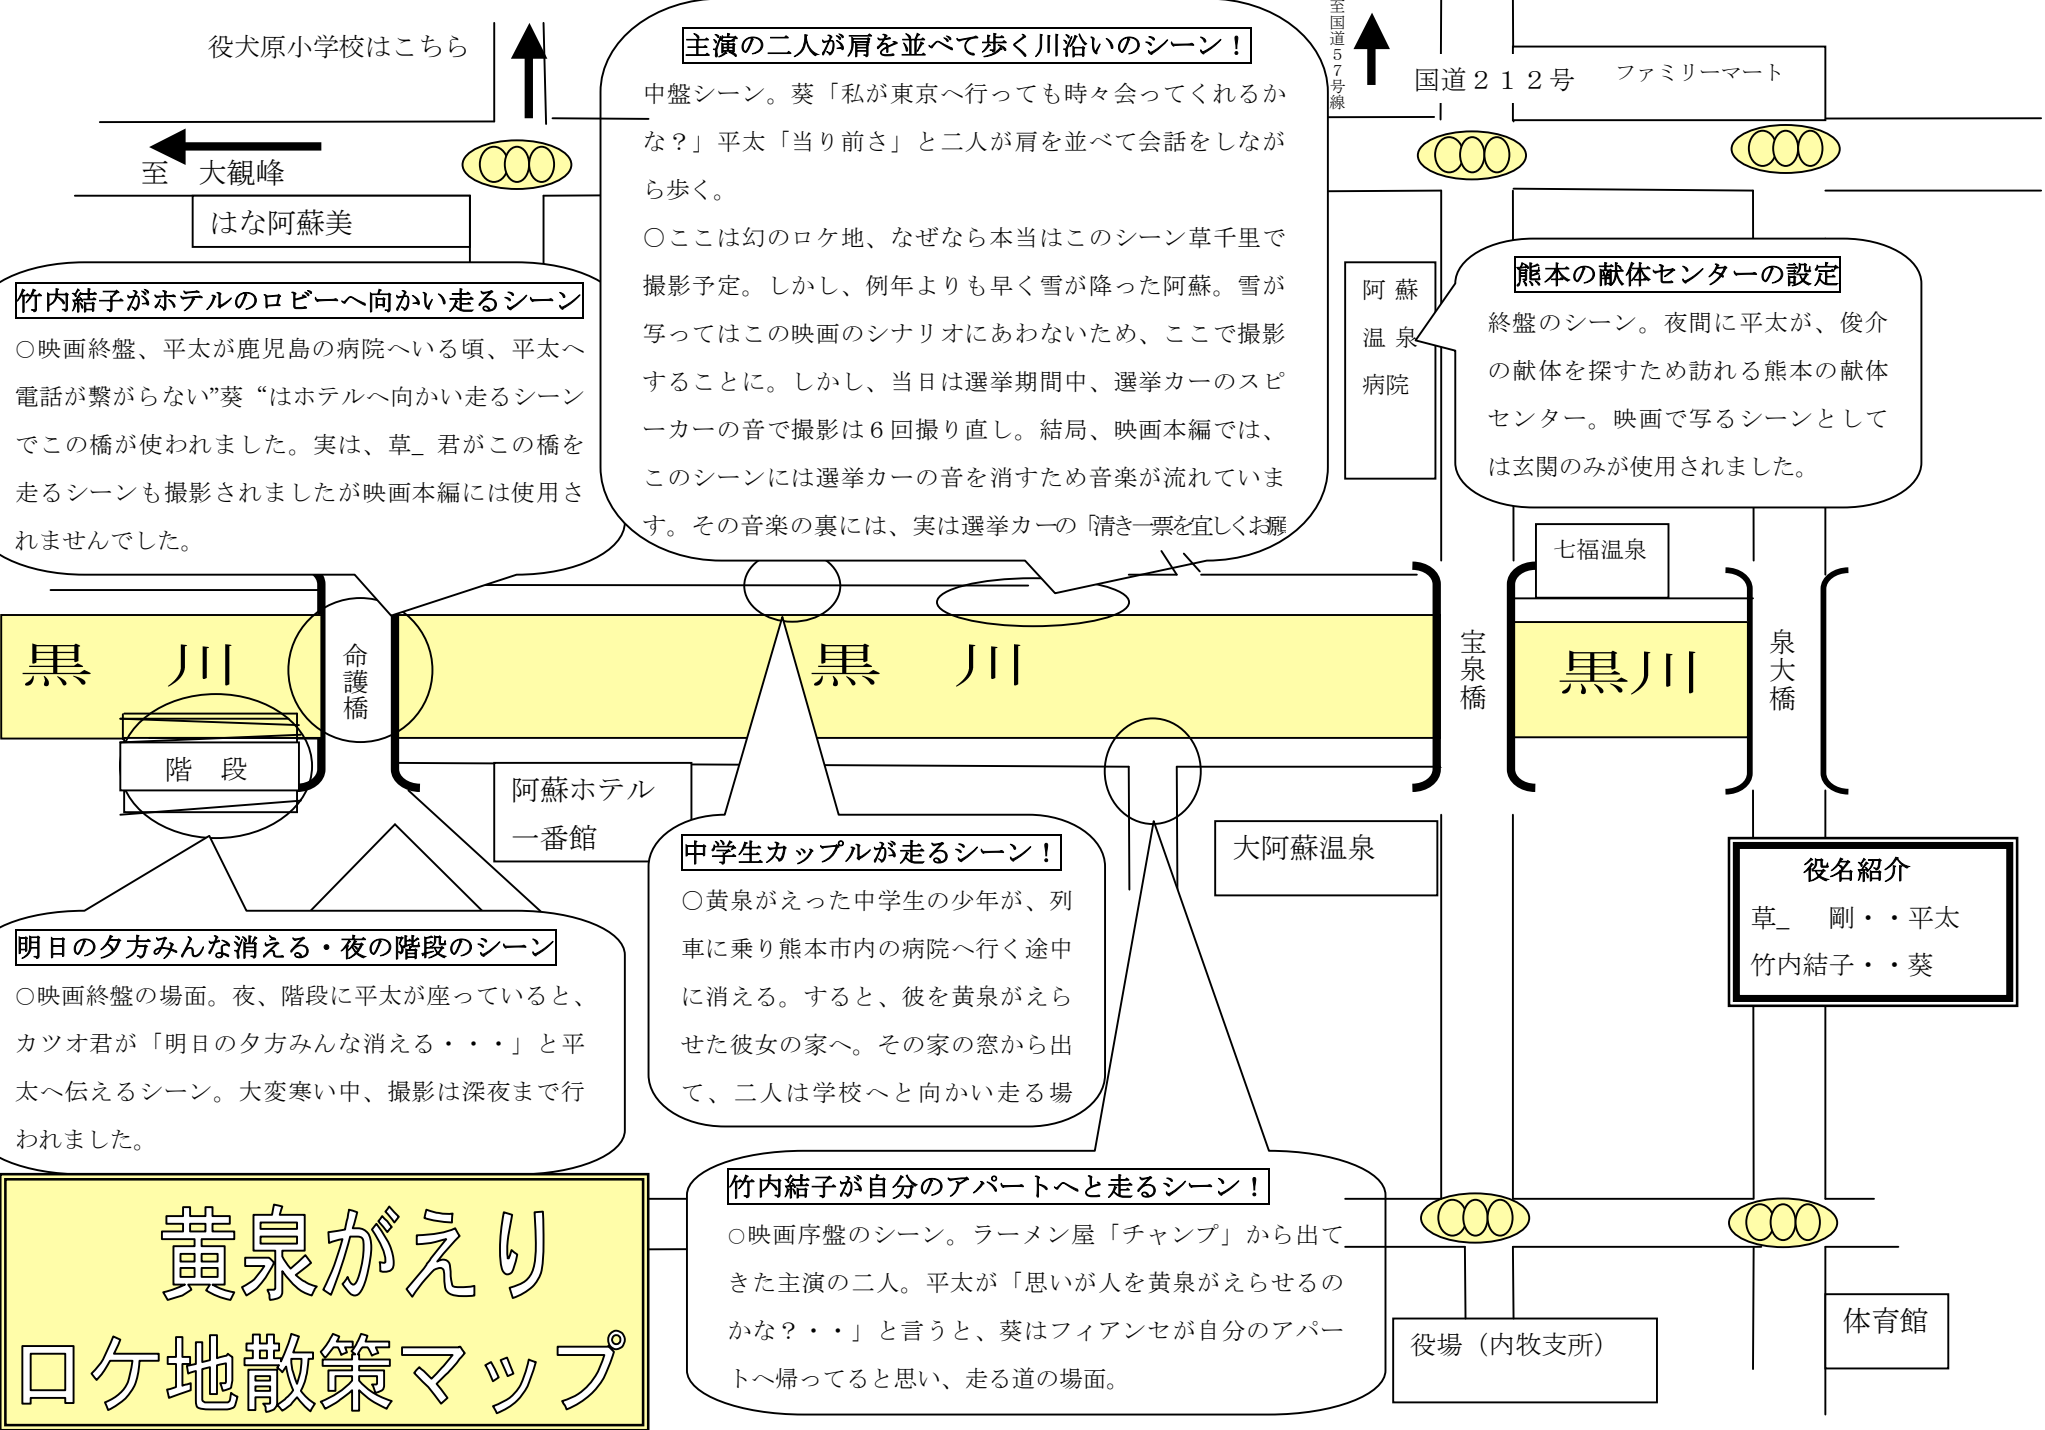 役犬原小学校はこちら
至　大観峰
はな阿蘇美
主演の二人が肩を並べて歩く川沿いのシーン！
中盤シーン。葵「私が東京へ行っても時々会ってくれるか
な？」平太「当り前さ」と二人が肩を並べて会話をしなが
ら歩く。
○ここは幻のロケ地、なぜなら本当はこのシーン草千里で
撮影予定。しかし、例年よりも早く雪が降った阿蘇。雪が
写ってはこの映画のシナリオにあわないため、ここで撮影
することに。しかし、当日は選挙期間中、選挙カーのスピ
ーカーの音で撮影は６回撮り直し。結局、映画本編では、
このシーンには選挙カーの音を消すため音楽が流れていま
す。その音楽の裏には、実は選挙カーの「清き一票を宜しくお願
至国道５７号線
国道２１２号
ファミリーマート
竹内結子がホテルのロビーへ向かい走るシーン
○映画終盤、平太が鹿児島の病院へいる頃、平太へ
電話が繋がらない”葵“はホテルへ向かい走るシーン
でこの橋が使われました。実は、草_ 君がこの橋を
走るシーンも撮影されましたが映画本編には使用さ
れませんでした。
阿蘇
温泉
病院
熊本の献体センターの設定
終盤のシーン。夜間に平太が、俊介
の献体を探すため訪れる熊本の献体
センター。映画で写るシーンとして
は玄関のみが使用されました。
七福温泉
黒　川
命護橋
黒　川
宝泉橋
黒川
泉大橋
階　段
阿蘇ホテル
一番館
大阿蘇温泉
中学生カップルが走るシーン！
○黄泉がえった中学生の少年が、列
車に乗り熊本市内の病院へ行く途中
に消える。すると、彼を黄泉がえら
せた彼女の家へ。その家の窓から出
て、二人は学校へと向かい走る場
役名紹介
草_　剛・・平太
竹内結子・・葵
明日の夕方みんな消える・夜の階段のシーン
○映画終盤の場面。夜、階段に平太が座っていると、
カツオ君が「明日の夕方みんな消える・・・」と平
太へ伝えるシーン。大変寒い中、撮影は深夜まで行
われました。
竹内結子が自分のアパートへと走るシーン！
○映画序盤のシーン。ラーメン屋「チャンプ」から出て
きた主演の二人。平太が「思いが人を黄泉がえらせるの
かな？・・」と言うと、葵はフィアンセが自分のアパー
トへ帰ってると思い、走る道の場面。
黄泉がえり
ロケ地散策マップ
役場（内牧支所）
体育館